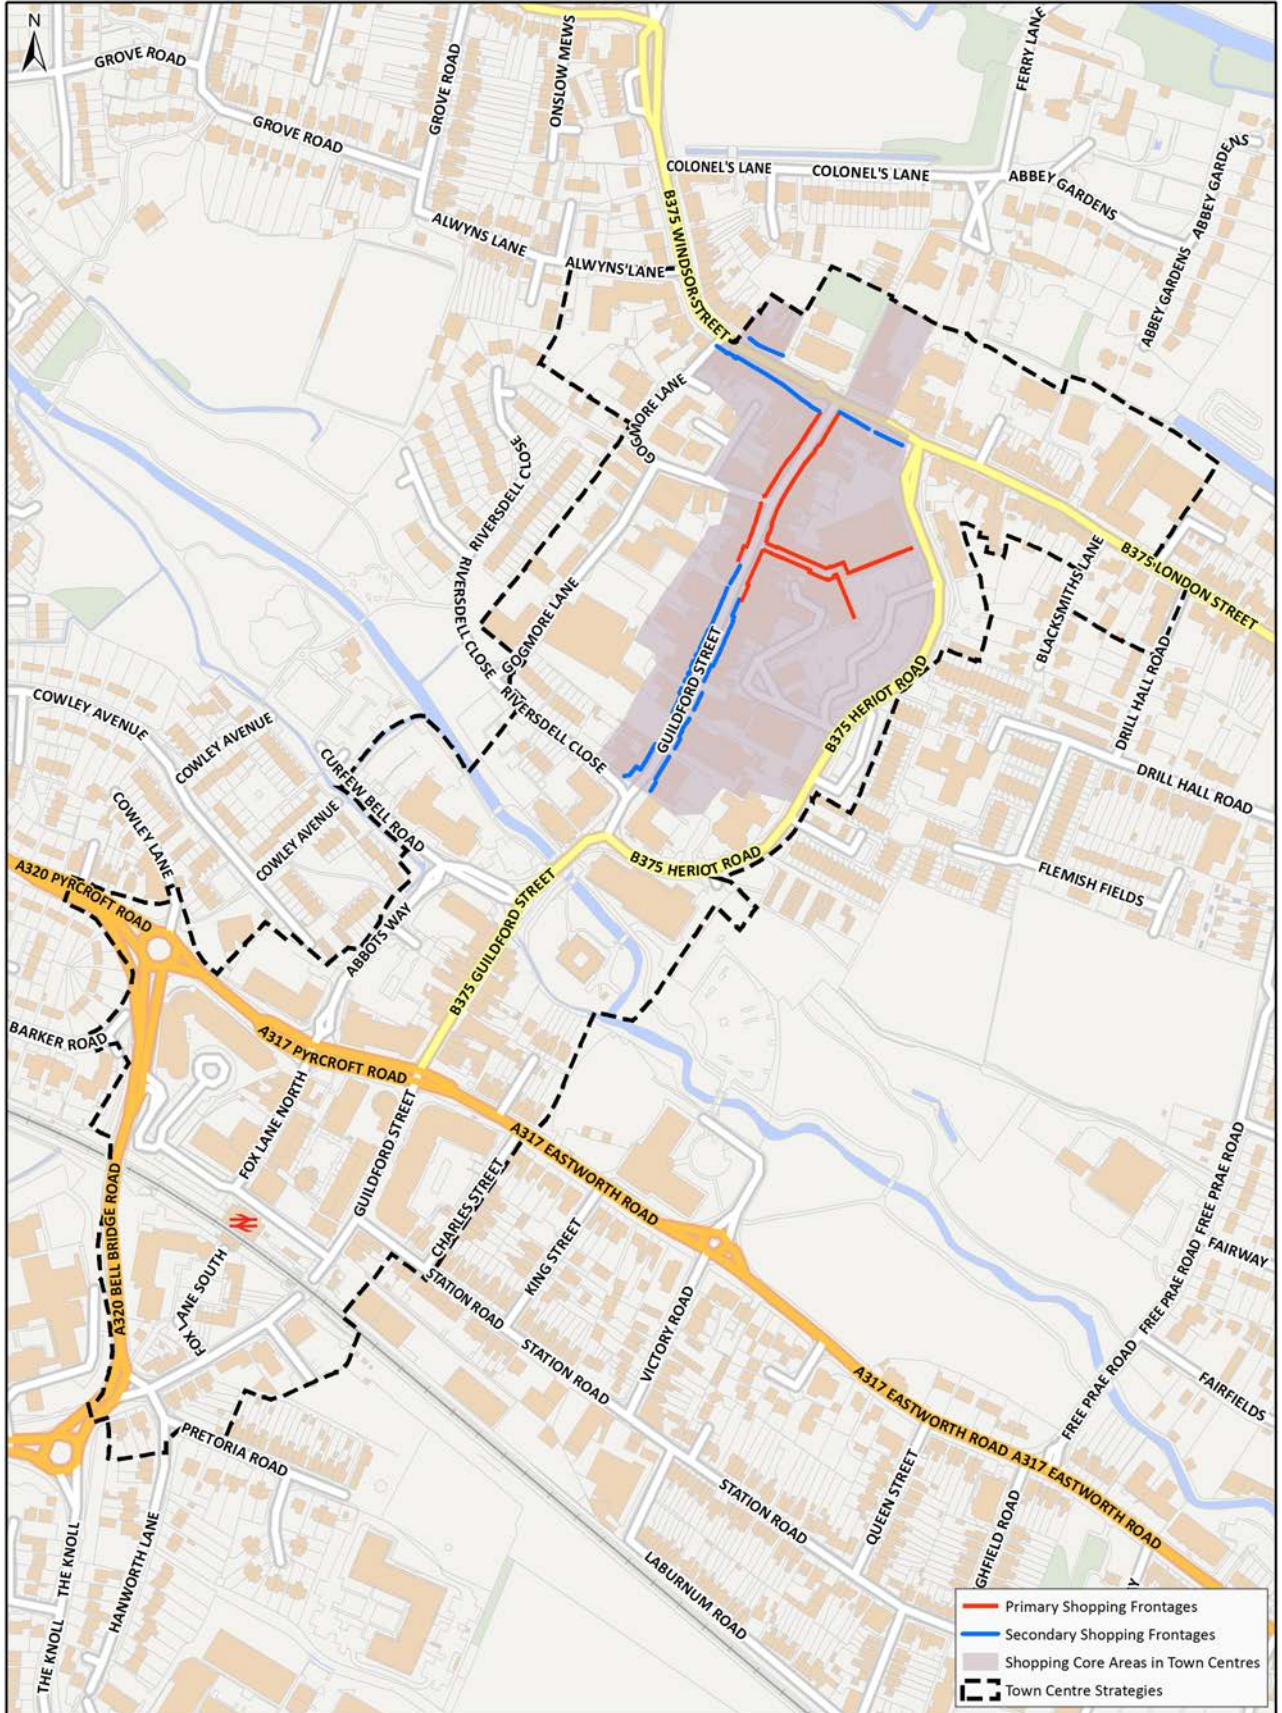 N
GROVE ROAD
GROVE ROAD
ONSLOW MEWS
FERRY LANE
GROVE ROAD
COLONEL'S LANE
COLONEL'S LANE
ABBEY GARDENS
ABBEY GARDENS
ABBEY GARDENS
ALWYNS LANE
ALWYNS LANE
B375 WINDSOR STREET
GOGMORE LANE
GOGMORE LANE
RIVERSDELL CLOSE
RIVERSDELL CLOSE
RIVERSDELL CLOSE
RIVERSDELL CLOSE
GUILDFORD STREET
B375 HERIOT ROAD
B375 HERIOT ROAD
BLACKSMITHS LANE
B375 LONDON STREET
DRILL HALL ROAD
DRILL HALL ROAD
FLEMISH FIELDS
COWLEY AVENUE
COWLEY AVENUE
COWLEY AVENUE
COWLEY LANE
CURFEW BELL ROAD
A320 PYRCROFT ROAD
ABBOTS WAY
B375 GUILDFORD STREET
BARKER ROAD
A317 PYRCROFT ROAD
FOX LANE NORTH
GUILDFORD STREET
A317 EASTWORTH ROAD
CHARLES STREET
KING STREET
A320 BELL BRIDGE ROAD
FOX LANE SOUTH
STATION ROAD
STATION ROAD
VICTORY ROAD
FREE PRAE ROAD
FREE PRAE ROAD
FREE PRAE ROAD
FAIRWAY
FAIRFIELDS
A317 EASTWORTH ROAD
A317 EASTWORTH ROAD
PRETORIA ROAD
STATION ROAD
QUEEN STREET
GHFIELD ROAD
HANWORTH LANE
THE KNOLL
THE KNOLL
LABURNUM ROAD
Y
Primary Shopping Frontages
Secondary Shopping Frontages
Shopping Core Areas in Town Centres
Town Centre Strategies